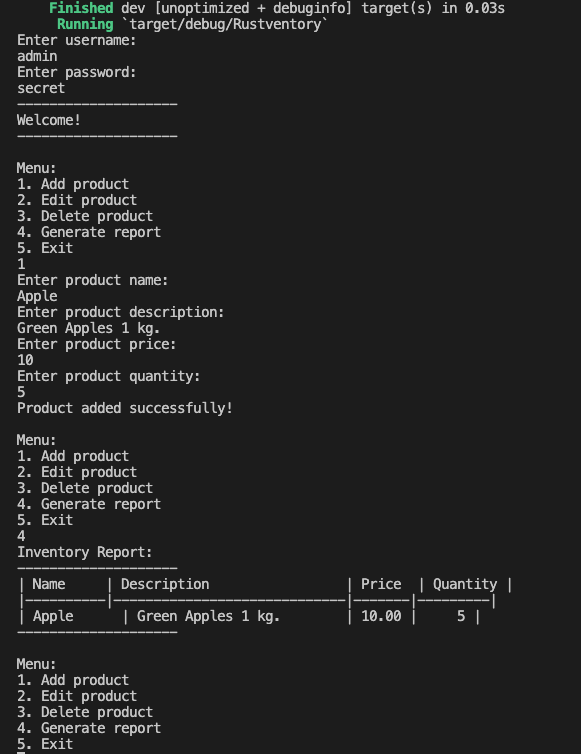 Finished dev [unoptimized + debuginfo] target(s) in 0.03s
Running `target/debug/Rustventory`
Enter username:
admin
Enter password:
secret
--------------------
Welcome!
--------------------
Menu:
1. Add product
2. Edit product
3. Delete product
4. Generate report
5. Exit
1
Enter product name:
Apple
Enter product description:
Green Apples 1 kg.
Enter product price:
10
Enter product quantity:
5
Product added successfully!
Menu:
1. Add product
2. Edit product
3. Delete product
4. Generate report
5. Exit
4
Inventory Report:
--------------------
| Name     | Description                 | Price  | Quantity |
|----------|-----------------------------|-------|---------|
| Apple      | Green Apples 1 kg.        | 10.00 |     5 |
--------------------
Menu:
1. Add product
2. Edit product
3. Delete product
4. Generate report
5. Exit